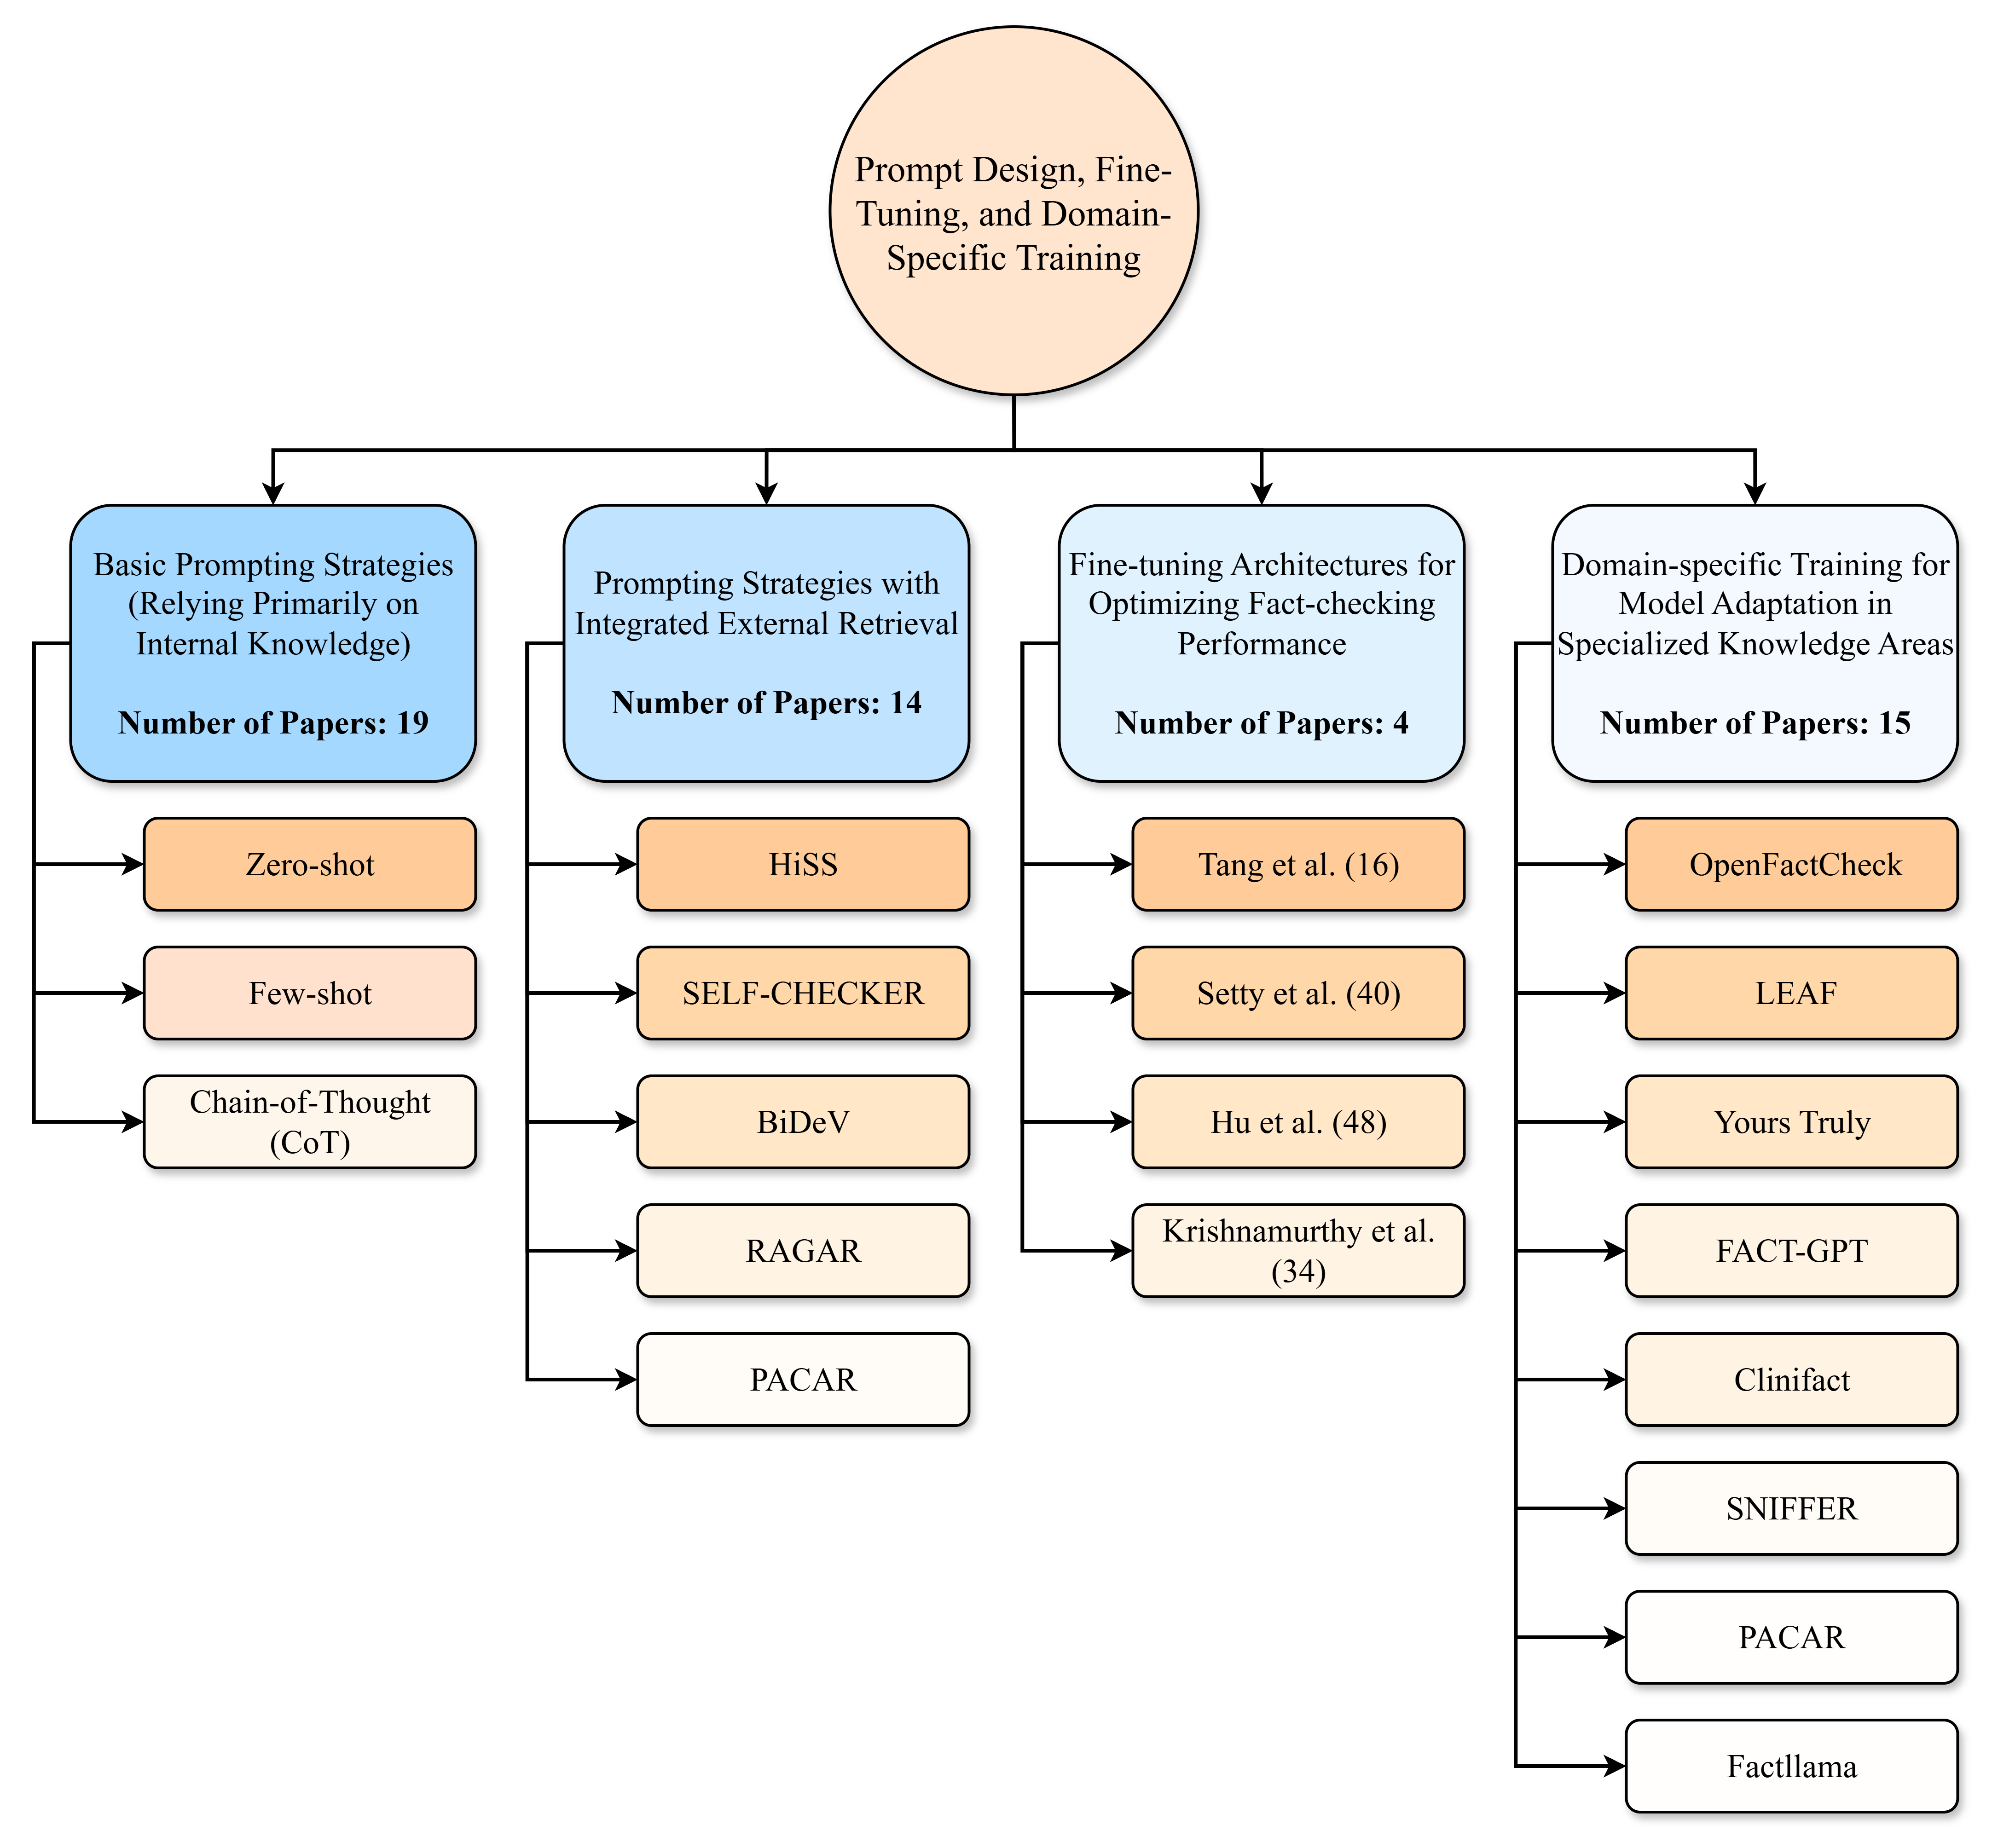 Prompt Design, Fine-
Tuning, and Domain-
Specific Training
Basic Prompting Strategies
(Relying Primarily on
Internal Knowledge)
Number of Papers: 19
Zero-shot
Few-shot
Chain-of-Thought
(CoT)
Prompting Strategies with
Integrated External Retrieval
Number of Papers: 14
HiSS
SELF-CHECKER
BiDeV
RAGAR
PACAR
Fine-tuning Architectures for
Optimizing Fact-checking
Performance
Number of Papers: 4
Tang et al. (16)
Setty et al. (40)
Hu et al. (48)
Krishnamurthy et al.
(34)
Domain-specific Training for
Model Adaptation in
Specialized Knowledge Areas
Number of Papers: 15
OpenFactCheck
LEAF
Yours Truly
FACT-GPT
Clinifact
SNIFFER
PACAR
Factllama